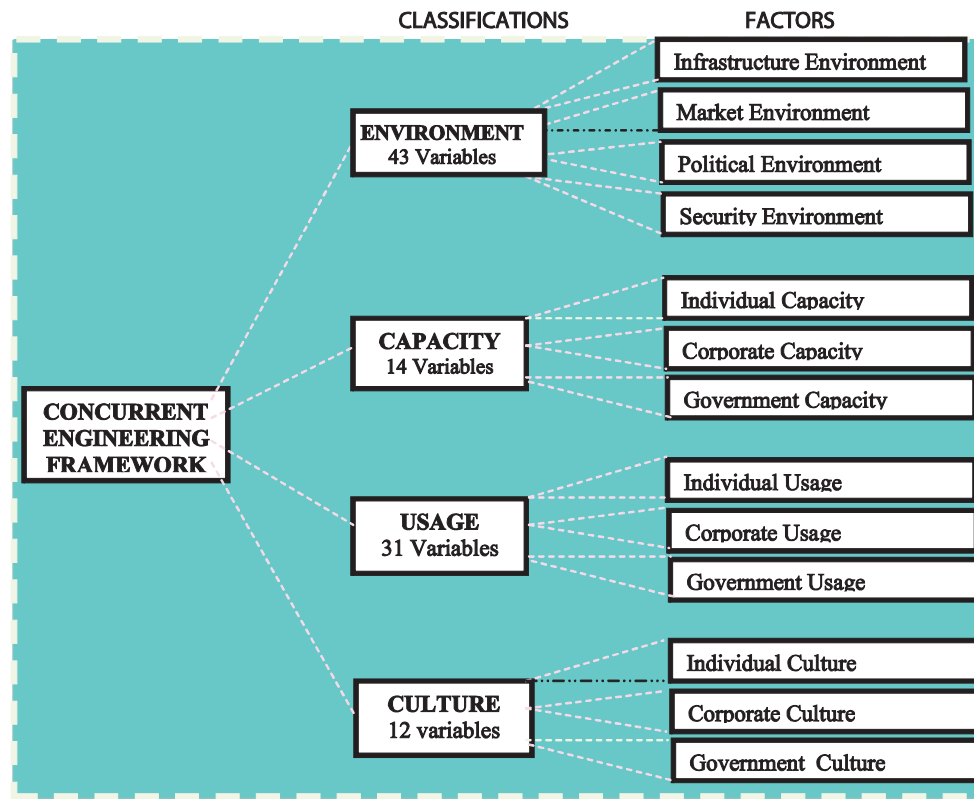 CLASSIFICATIONS
FACTORS
CONCURRENT
ENGINEERING
FRAMEWORK
ENVIRONMENT
43 Variables
Infrastructure Environment
Market Environment
Political Environment
Security Environment
CAPACITY
14 Variables
Individual Capacity
Corporate Capacity
Government Capacity
USAGE
31 Variables
Individual Usage
Corporate Usage
Government Usage
CULTURE
12 variables
Individual Culture
Corporate Culture
Government Culture